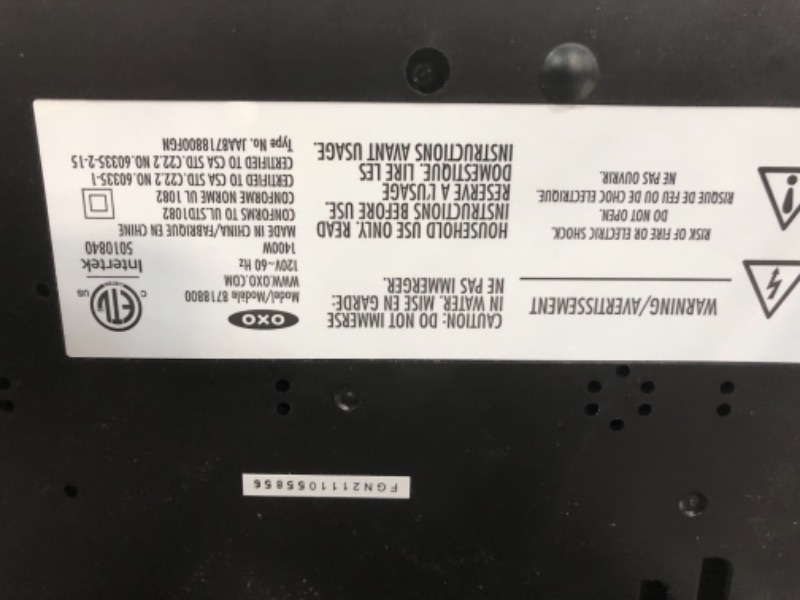 FGN2111055856
WARNING/AVERTISSEMENT
RISK OF FIRE OR ELECTRIC SHOCK.
DO NOT OPEN.
RISQUE DE FEU OU DE CHOC ELECTRIQUE.
NE PAS OUVRIR.
CAUTION: DO NOT IMMERSE
IN WATER. MISE EN GARDE:
NE PAS IMMERGER.
HOUSEHOLD USE ONLY. READ
INSTRUCTIONS BEFORE USE.
RESERVE A L'USAGE
DOMESTIQUE. LIRE LES
INSTRUCTIONS AVANT USAGE.
OXO
Model/Modele 8718800
WWW.OXO.COM
120V~60 Hz
1400W
MADE IN CHINA/FABRIQUE EN CHINE
CONFORMS TO UL STD1082
CONFORME NORME UL 1082
CERTIFIED TO CSA STD.C22.2 NO.60335-1
CERTIFIED TO CSA STD.C22.2 NO.60335-2-15
Type No. JAA8718800FGN
ETL
C US
Intertek
5010840